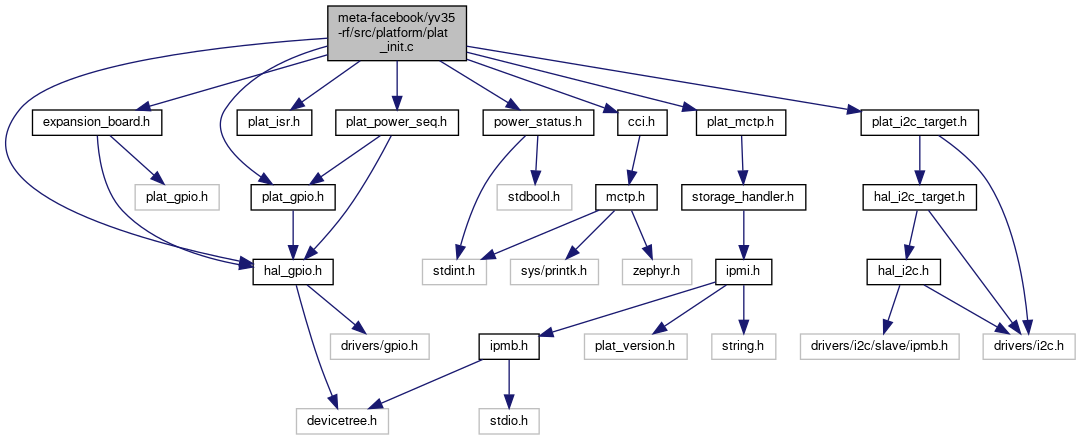 meta-facebook/yv35
-rf/src/platform/plat
_init.c
expansion_board.h
plat_isr.h
plat_power_seq.h
power_status.h
cci.h
plat_mctp.h
plat_i2c_target.h
plat_gpio.h
plat_gpio.h
stdbool.h
mctp.h
storage_handler.h
hal_i2c_target.h
hal_gpio.h
stdint.h
sys/printk.h
zephyr.h
ipmi.h
hal_i2c.h
drivers/gpio.h
ipmb.h
plat_version.h
string.h
drivers/i2c/slave/ipmb.h
drivers/i2c.h
devicetree.h
stdio.h